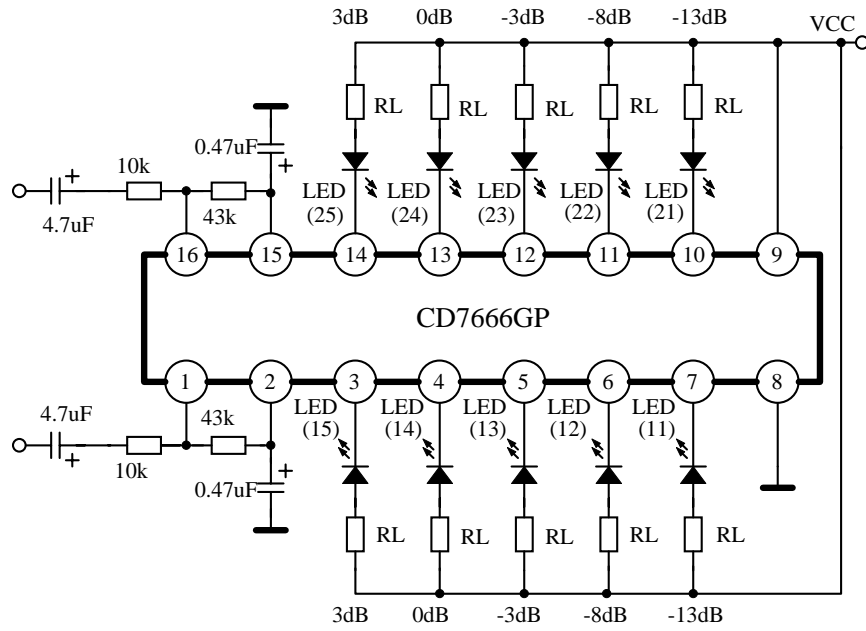 3dB 0dB -3dB -8dB -13dB VCC
RL RL RL RL RL
0.47uF +
10k
+ 43k
4.7uF
LED LED LED LED LED
(25) (24) (23) (22) (21)
16 15 14 13 12 11 10 9
CD7666GP
1 2 3 4 5 6 7 8
4.7uF 43k
LED LED LED LED LED
(15) (14) (13) (12) (11)
+ 10k
+
0.47uF
RL RL RL RL RL
3dB 0dB -3dB -8dB -13dB